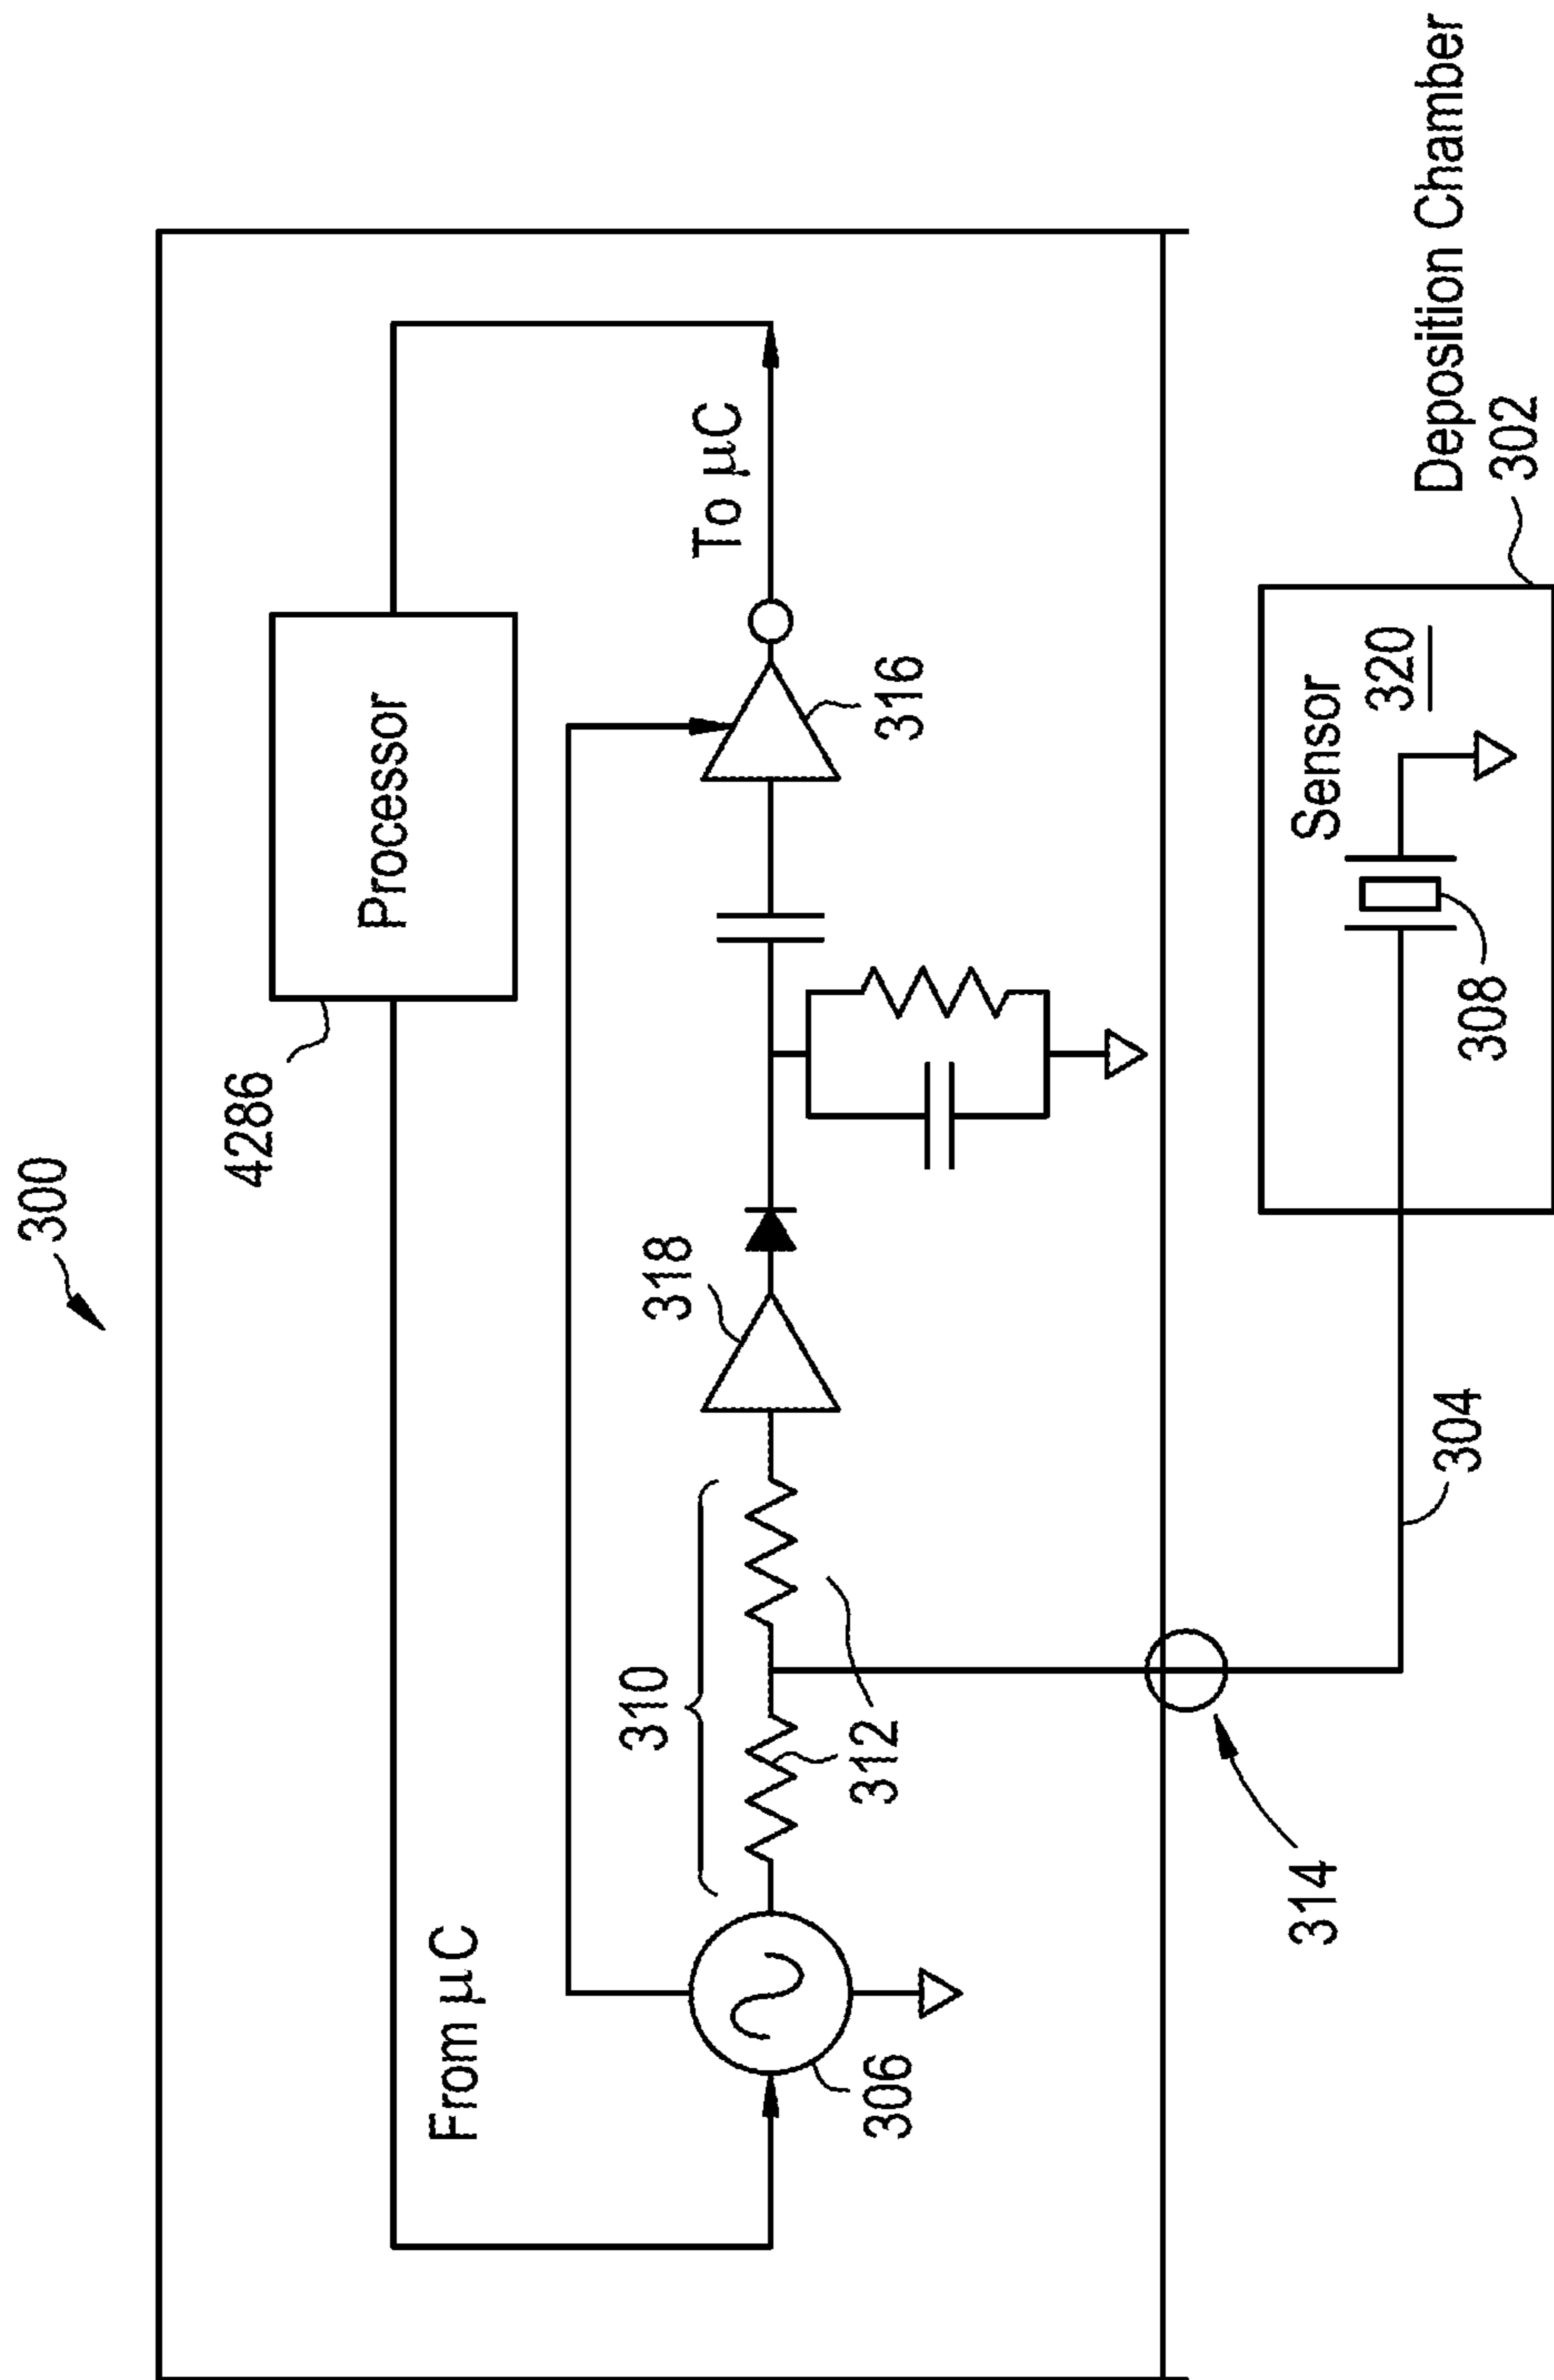 300
4286
Processor
From µC
To µC
310
318
312
316
306
314
304
Sensor
320
308
Deposition Chamber
302